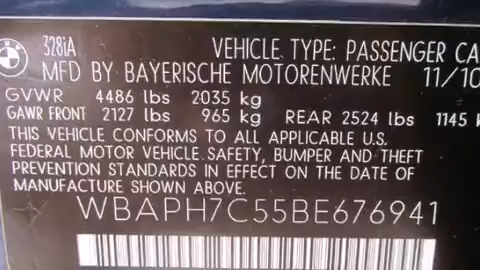 328iA VEHICLE TYPE: PASSENGER CA
MFD BY BAYERISCHE MOTORENWERKE 11/10
GVWR 4486 lbs 2035 kg
GAWR FRONT 2127 lbs 965 kg REAR 2524 lbs 1145 k
THIS VEHICLE CONFORMS TO ALL APPLICABLE U.S.
FEDERAL MOTOR VEHICLE SAFETY, BUMPER AND THEFT
PREVENTION STANDARDS IN EFFECT ON THE DATE OF
MANUFACTURE SHOWN ABOVE.
WBAPH7C55BE676941